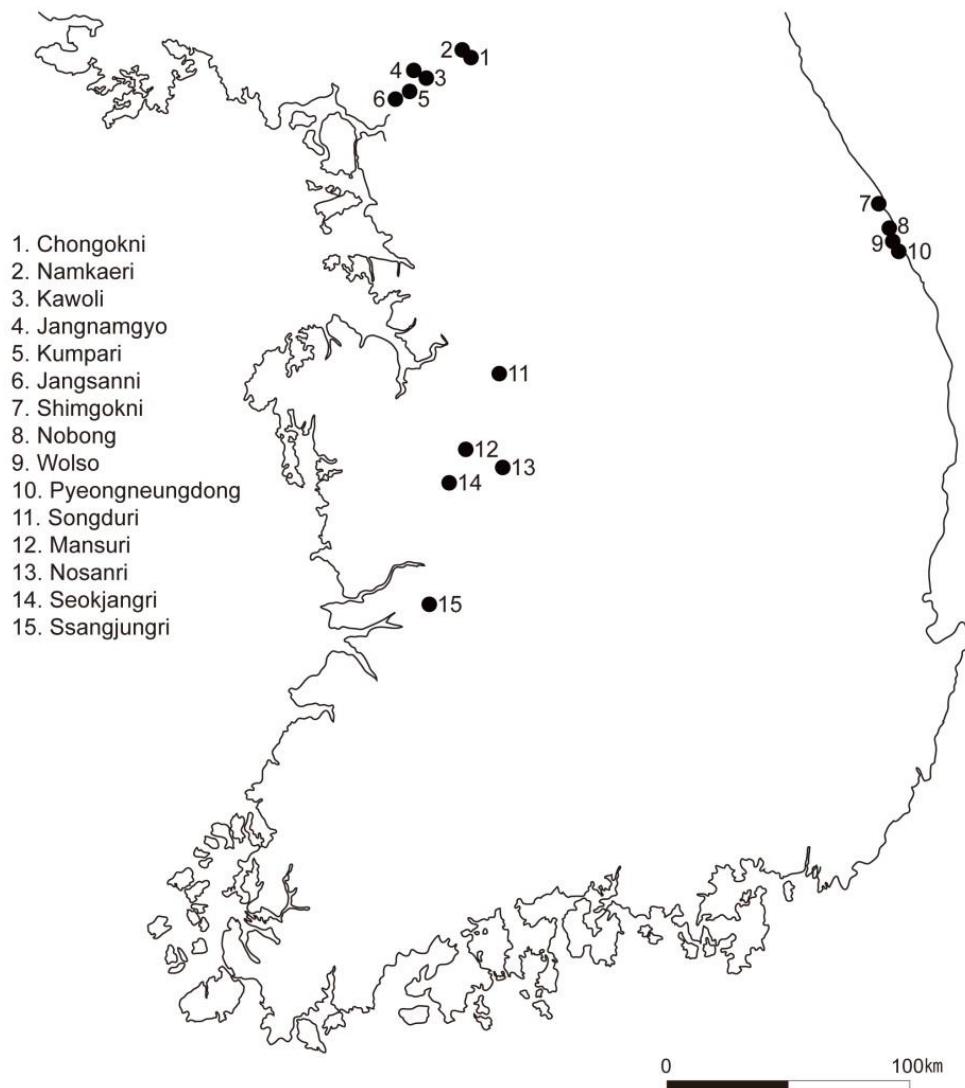 2
1
4
3
5
6
7
8
9
10
1. Chongokni
2. Namkaeri
3. Kawoli
4. Jangnamgyo
5. Kumpari
6. Jangsanni
7. Shimgokni
8. Nobong
9. Wolso
10. Pyeongneungdong
11. Songduri
12. Mansuri
13. Nosanri
14. Seokjangri
15. Ssangjungri
11
12
13
14
15
0 100km